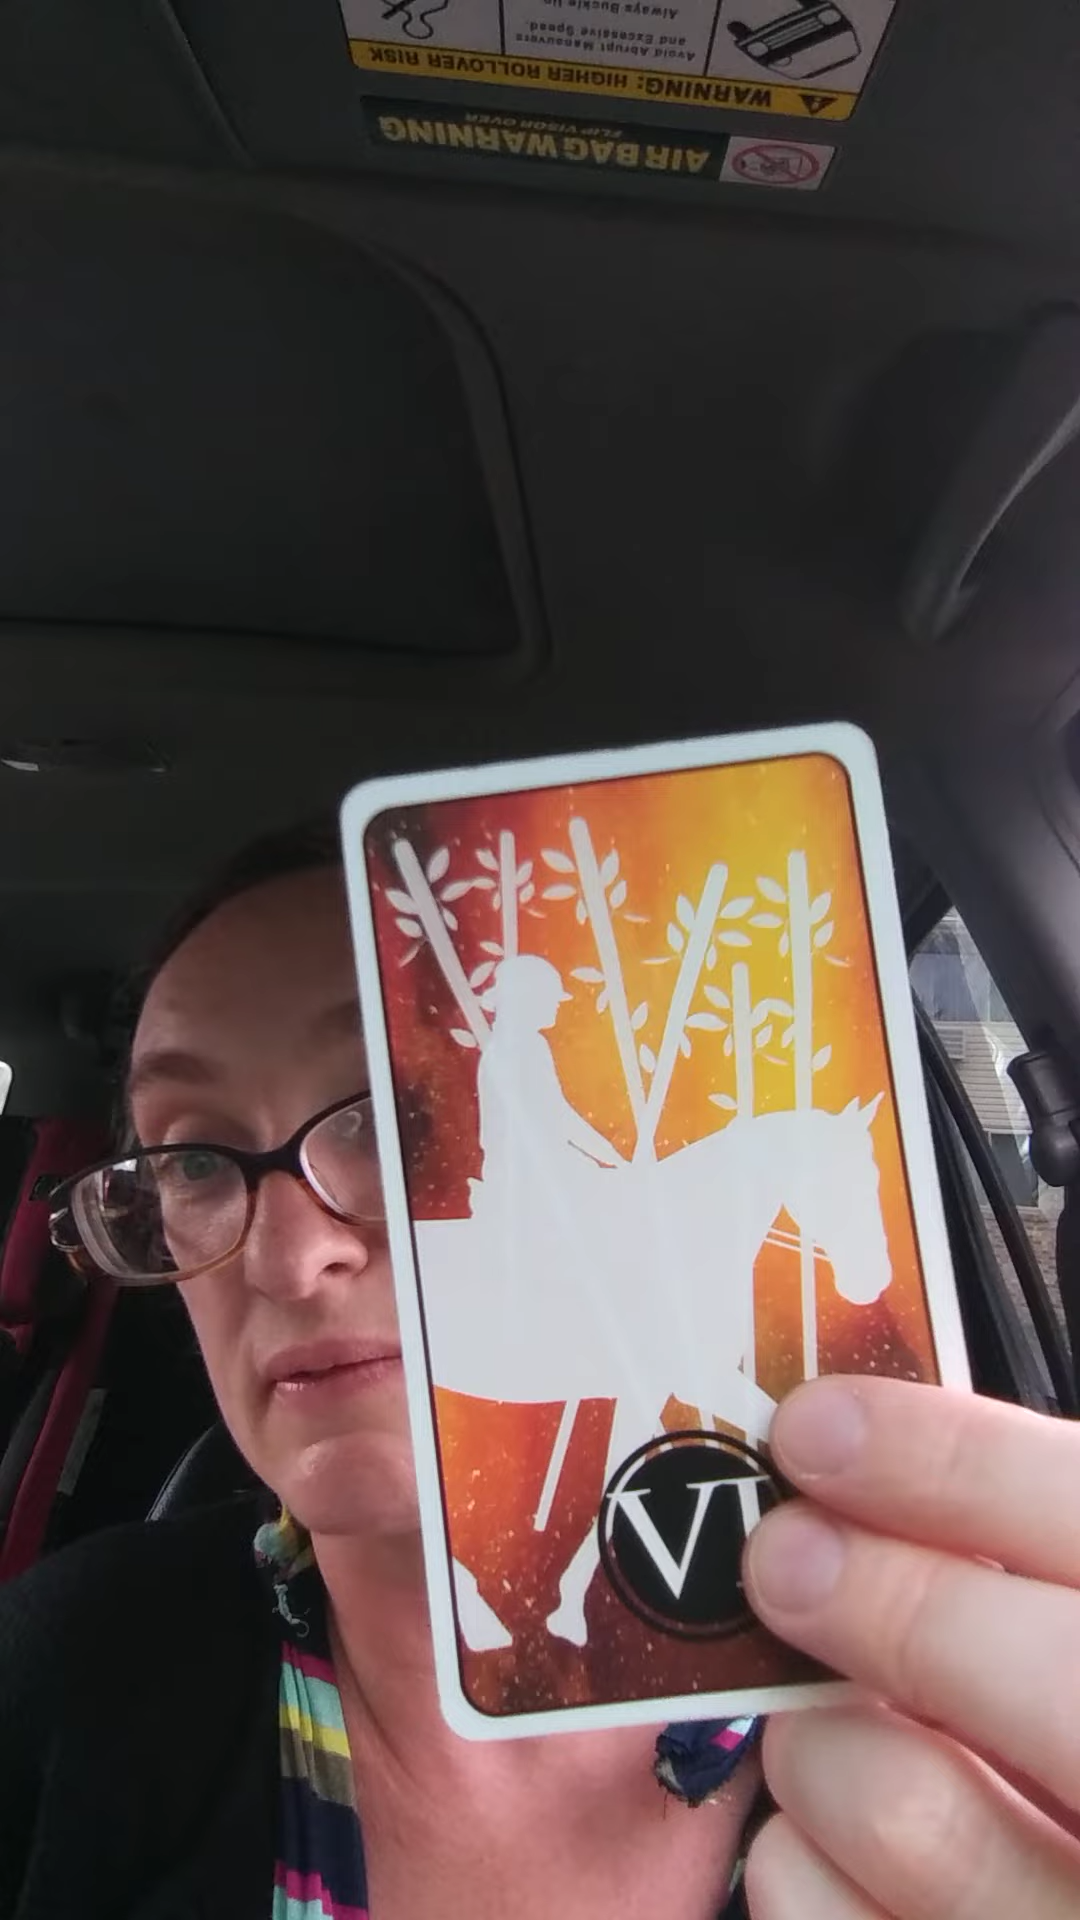 Always Buckle Up.
Avoid Abrupt Maneuvers
and Excessive Speed.
WARNING: HIGHER ROLLOVER RISK
AIR BAG WARNING
FLIP VISOR OVER
VI